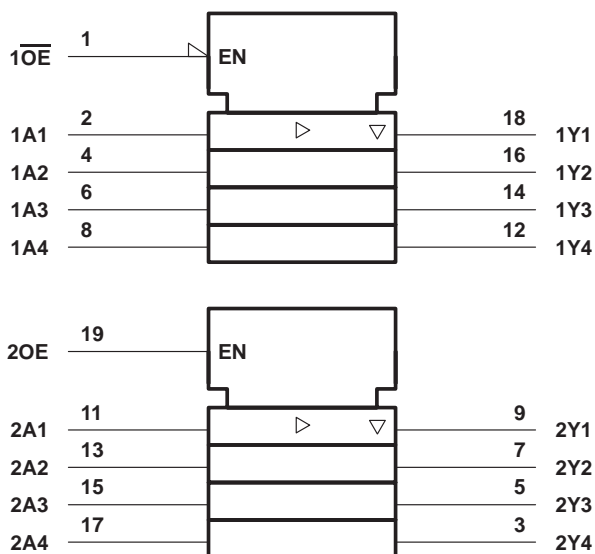 1
1O̅E̅ EN
2 18
1A1 1Y1
4 16
1A2 1Y2
6 14
1A3 1Y3
8 12
1A4 1Y4
19
2OE EN
11 9
2A1 2Y1
13 7
2A2 2Y2
15 5
2A3 2Y3
17 3
2A4 2Y4